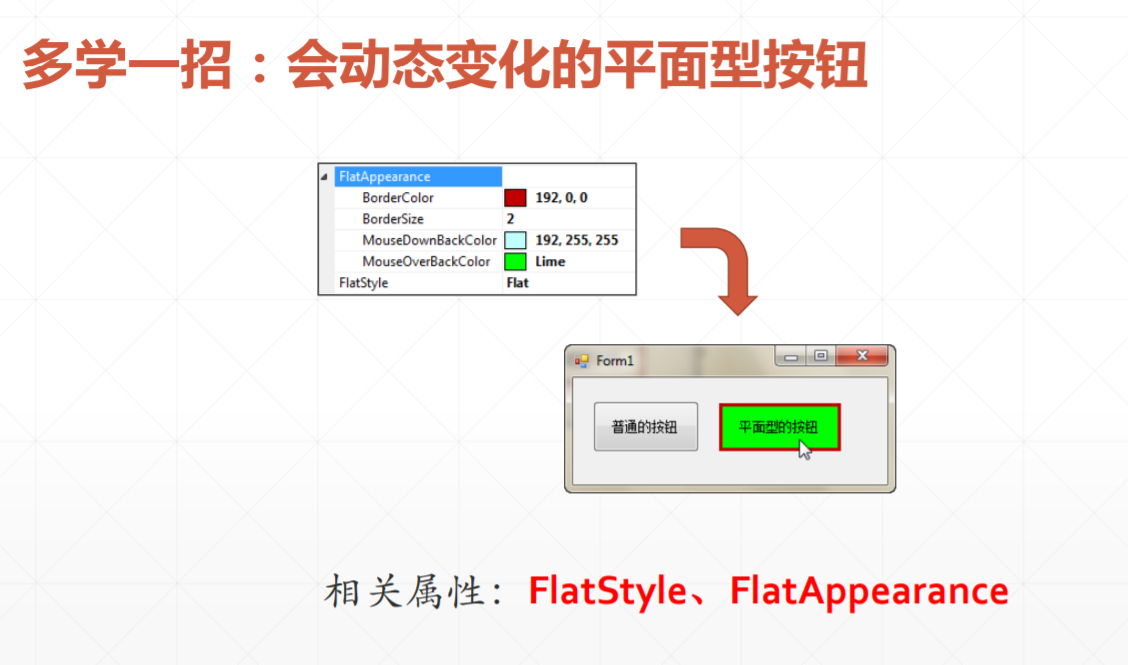 多学一招：会动态变化的平面型按钮
FlatAppearance
BorderColor 192, 0, 0
BorderSize 2
MouseDownBackColor 192, 255, 255
MouseOverBackColor Lime
FlatStyle Flat
Form1
普通的按钮 平面型的按钮
相关属性：FlatStyle、FlatAppearance